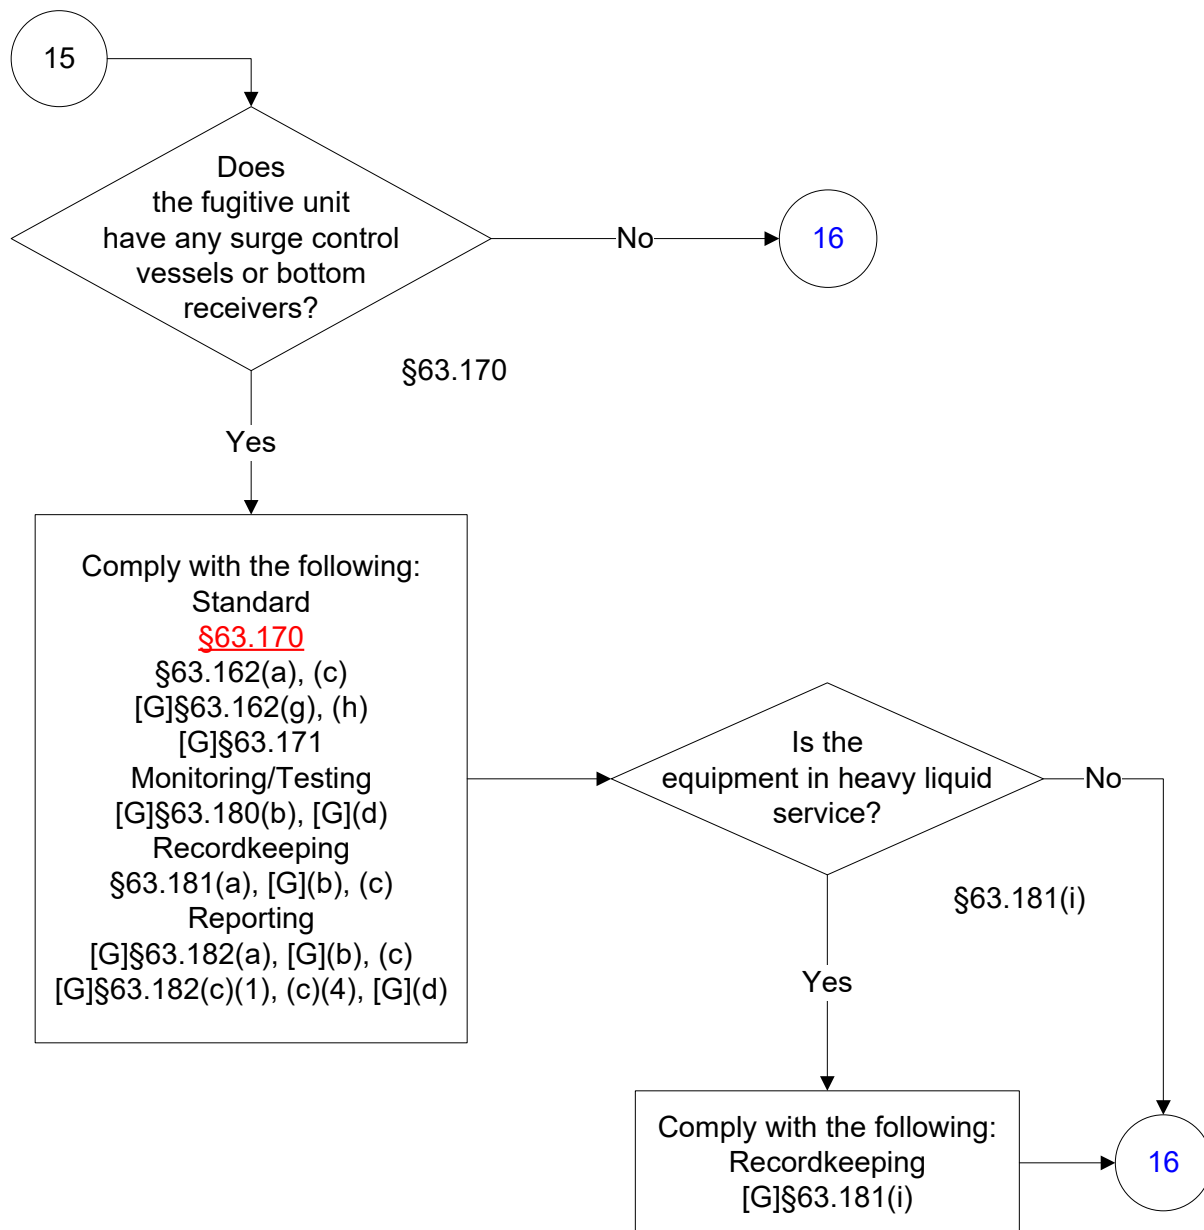 15
Does
the fugitive unit
have any surge control
vessels or bottom
receivers?
No
16
§63.170
Yes
Comply with the following:
Standard
§63.170
§63.162(a), (c)
[G]§63.162(g), (h)
[G]§63.171
Monitoring/Testing
[G]§63.180(b), [G](d)
Recordkeeping
§63.181(a), [G](b), (c)
Reporting
[G]§63.182(a), [G](b), (c)
[G]§63.182(c)(1), (c)(4), [G](d)
Is the
equipment in heavy liquid
service?
No
§63.181(i)
Yes
Comply with the following:
Recordkeeping
[G]§63.181(i)
16